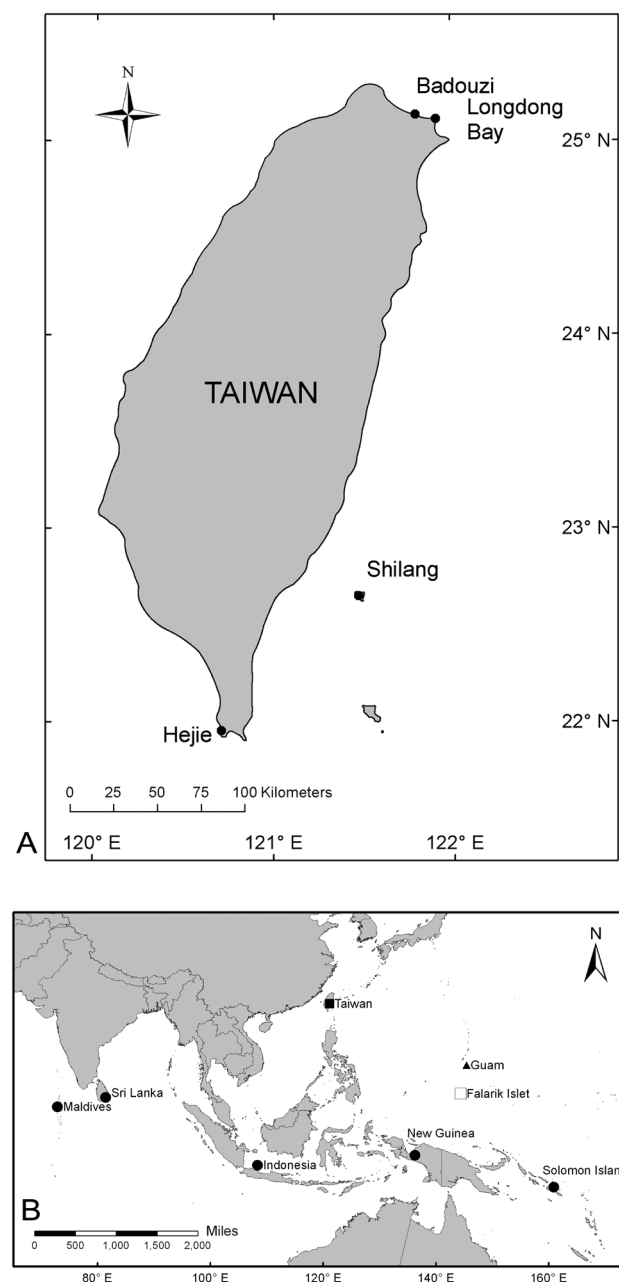 N
Badouzi
Longdong
Bay
25° N
24° N
TAIWAN
23° N
Shilang
22° N
Hejie
0 25 50 75 100 Kilometers
A
120° E 121° E 122° E
N
Taiwan
Guam
Sri Lanka
Falarik Islet
Maldives
New Guinea
Indonesia
Solomon Islan
B
Miles
0 500 1,000 1,500 2,000
80° E 100° E 120° E 140° E 160° E